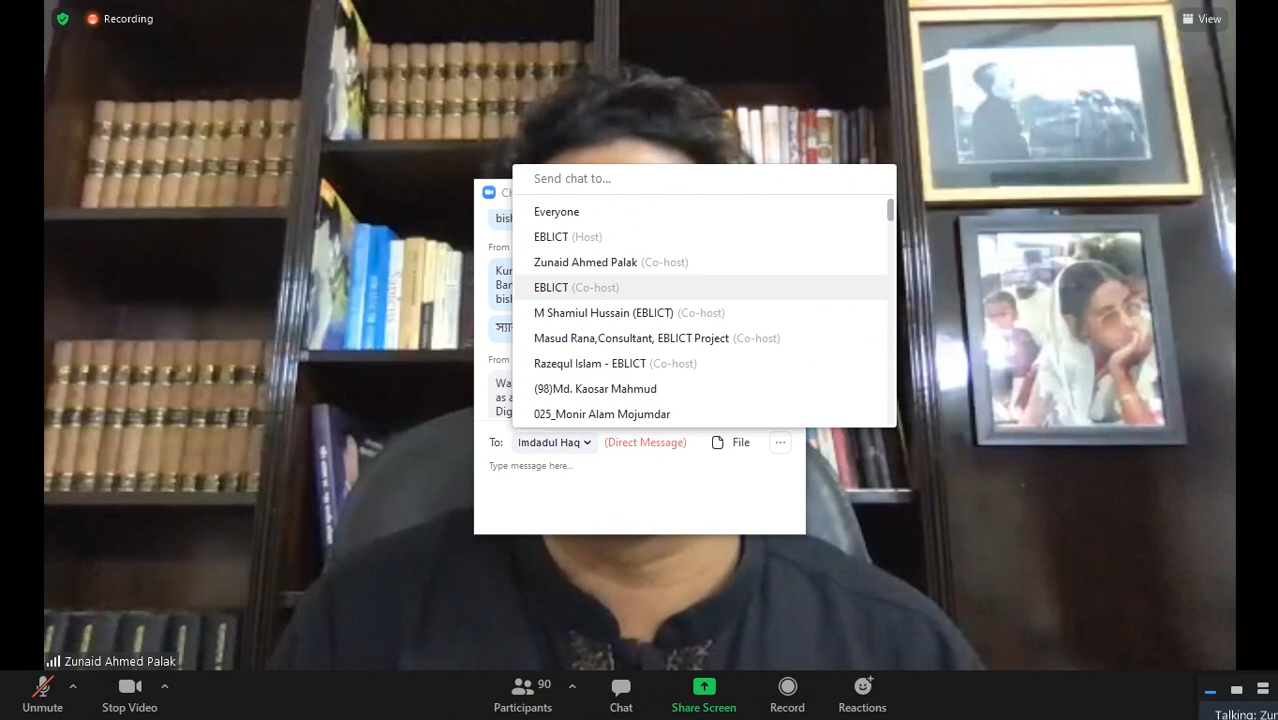 Recording
View
Send chat to...
Everyone
EBLICT (Host)
Zunaid Ahmed Palak (Co-host)
EBLICT (Co-host)
M Shamiul Hussain (EBLICT) (Co-host)
Masud Rana,Consultant, EBLICT Project (Co-host)
Razequl Islam - EBLICT (Co-host)
(98)Md. Kaosar Mahmud
025_Monir Alam Mojumdar
From
From
as
To: Imdadul Haq (Direct Message) File
Type message here...
Zunaid Ahmed Palak
90
Unmute Stop Video Participants Chat Share Screen Record Reactions
Talking: